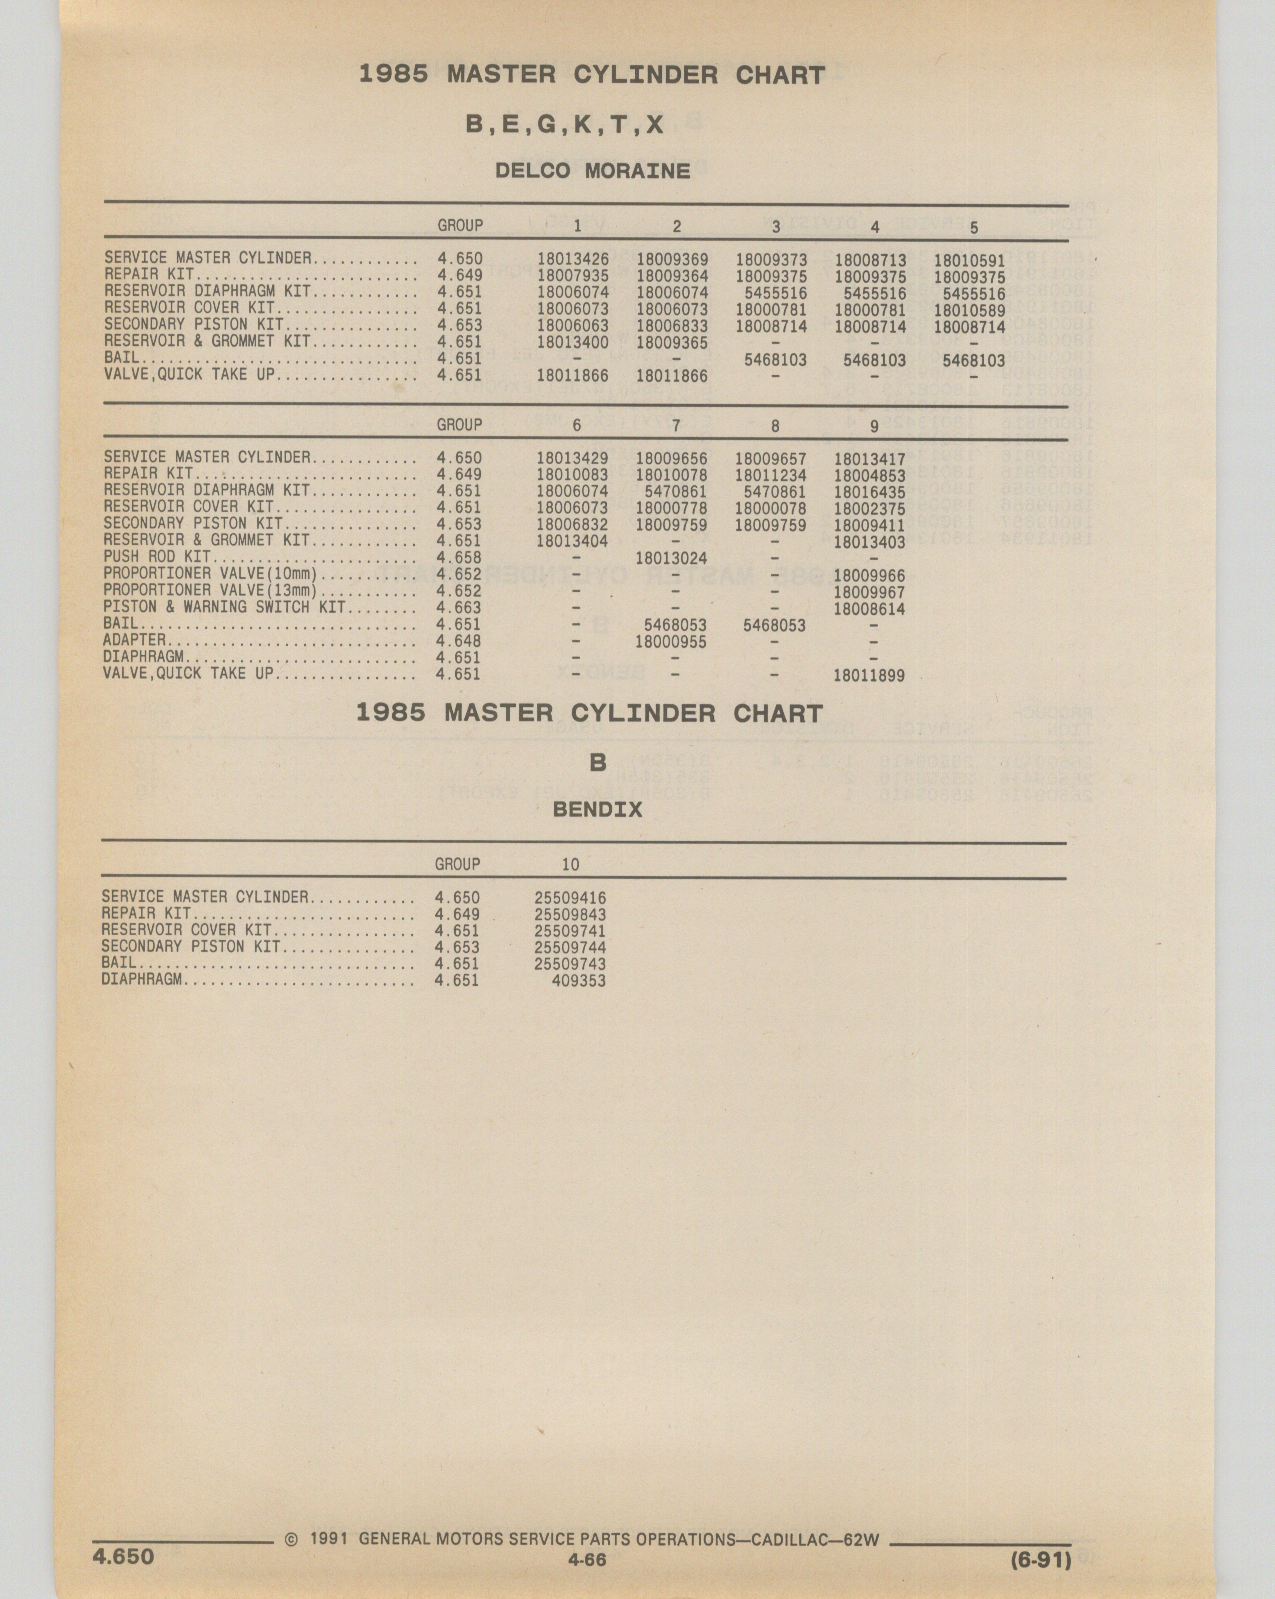 1985 MASTER CYLINDER CHART
B,E,G,K,T,X
DELCO MORAINE
GROUP 1 2 3 4 5
SERVICE MASTER CYLINDER............ 4.650 18013426 18009369 18009373 18008713 18010591
REPAIR KIT......................... 4.649 18007935 18009364 18009375 18009375 18009375
RESERVOIR DIAPHRAGM KIT............ 4.651 18006074 18006074 5455516 5455516 5455516
RESERVOIR COVER KIT................ 4.651 18006073 18006073 18000781 18000781 18010589
SECONDARY PISTON KIT............... 4.653 18006063 18006833 18008714 18008714 18008714
RESERVOIR & GROMMET KIT............ 4.651 18013400 18009365 – – –
BAIL............................... 4.651 – – 5468103 5468103 5468103
VALVE,QUICK TAKE UP................ 4.651 18011866 18011866 – – –
GROUP 6 7 8 9
SERVICE MASTER CYLINDER............ 4.650 18013429 18009656 18009657 18013417
REPAIR KIT......................... 4.649 18010083 18010078 18011234 18004853
RESERVOIR DIAPHRAGM KIT............ 4.651 18006074 5470861 5470861 18016435
RESERVOIR COVER KIT................ 4.651 18006073 18000778 18000078 18002375
SECONDARY PISTON KIT............... 4.653 18006832 18009759 18009759 18009411
RESERVOIR & GROMMET KIT............ 4.651 18013404 – – 18013403
PUSH ROD KIT....................... 4.658 – 18013024 – –
PROPORTIONER VALVE(10mm)........... 4.652 – – – 18009966
PROPORTIONER VALVE(13mm)........... 4.652 – – – 18009967
PISTON & WARNING SWITCH KIT........ 4.663 – – – 18008614
BAIL............................... 4.651 – 5468053 5468053 –
ADAPTER............................ 4.648 – 18000955 – –
DIAPHRAGM.......................... 4.651 – – – –
VALVE,QUICK TAKE UP................ 4.651 – – – 18011899
1985 MASTER CYLINDER CHART
B
BENDIX
GROUP 10
SERVICE MASTER CYLINDER............ 4.650 25509416
REPAIR KIT......................... 4.649 25509843
RESERVOIR COVER KIT................ 4.651 25509741
SECONDARY PISTON KIT............... 4.653 25509744
BAIL............................... 4.651 25509743
DIAPHRAGM.......................... 4.651 409353
© 1991 GENERAL MOTORS SERVICE PARTS OPERATIONS—CADILLAC—62W
4.650 4-66 (6-91)